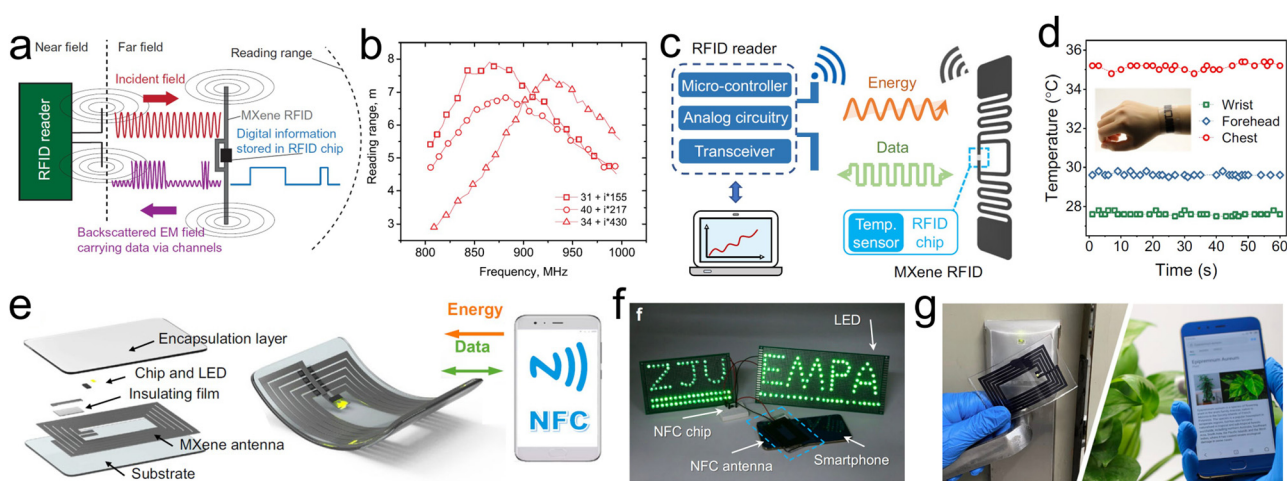 a
Near field
Far field
Reading range
Incident field
MXene RFID
Digital information
stored in RFID chip
RFID reader
Backscattered EM field
carrying data via channels
b
Reading range, m
8
7
6
5
4
3
31 + i*155
40 + i*217
34 + i*430
800 850 900 950 1000
Frequency, MHz
c
RFID reader
Micro-controller
Analog circuitry
Transceiver
Energy
Data
Temp.
sensor
RFID
chip
MXene RFID
d
Temperature (°C)
36
34
32
30
28
Wrist
Forehead
Chest
0 10 20 30 40 50 60
Time (s)
e
Encapsulation layer
Chip and LED
Insulating film
MXene antenna
Substrate
Energy
Data
N
NFC
f
f
LED
ZJU
EMPA
NFC chip
NFC antenna
Smartphone
g